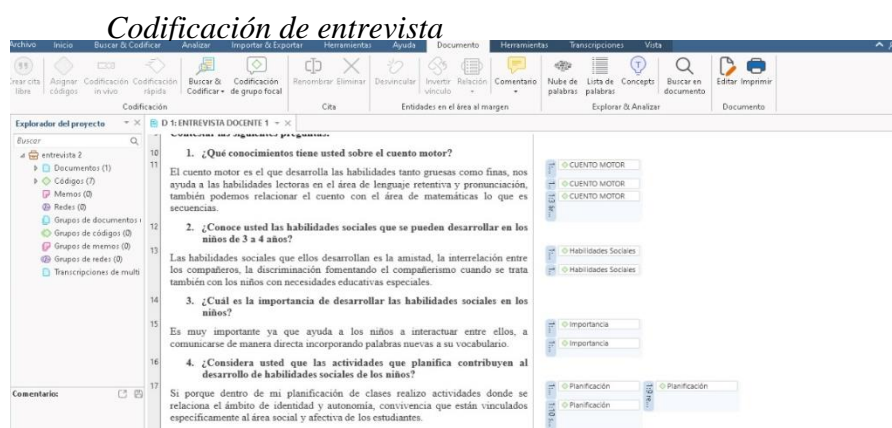 Codificación de entrevista
Archivo Inicio Buscar & Codificar Analizar Importar & Exportar Herramientas Ayuda Documento Herramientas Transcripciones Vista
Crear cita libre
Asignar códigos
Codificación in vivo
Codificación rápida
Buscar & Codificar
Codificación de grupo focal
Renombrar
Eliminar
Desvincular
Invertir vínculo
Relación
Comentario
Nube de palabras
Lista de palabras
Concepts
Buscar en documento
Editar
Imprimir
Codificación
Cita
Entidades en el área al margen
Explorar & Analizar
Documento
Explorador del proyecto
D 1: ENTREVISTA DOCENTE 1
Buscar
entrevista 2
Documentos (1)
Códigos (7)
Memos (0)
Redes (0)
Grupos de documentos
Grupos de códigos (0)
Grupos de memos (0)
Grupos de redes (0)
Transcripciones de multi
Comentario:
Contestar las siguientes preguntas:
10 1. ¿Qué conocimientos tiene usted sobre el cuento motor?
11 El cuento motor es el que desarrolla las habilidades tanto gruesas como finas, nos
ayuda a las habilidades lectoras en el área de lenguaje retentiva y pronunciación,
también podemos relacionar el cuento con el área de matemáticas lo que es
secuencias.
12 2. ¿Conoce usted las habilidades sociales que se pueden desarrollar en los
niños de 3 a 4 años?
13 Las habilidades sociales que ellos desarrollan es la amistad, la interrelación entre
los compañeros, la discriminación fomentando el compañerismo cuando se trata
también con los niños con necesidades educativas especiales.
14 3. ¿Cuál es la importancia de desarrollar las habilidades sociales en los
niños?
15 Es muy importante ya que ayuda a los niños a interactuar entre ellos, a
comunicarse de manera directa incorporando palabras nuevas a su vocabulario.
16 4. ¿Considera usted que las actividades que planifica contribuyen al
desarrollo de habilidades sociales de los niños?
17 Si porque dentro de mi planificación de clases realizo actividades donde se
relaciona el ámbito de identidad y autonomía, convivencia que están vinculados
específicamente al área social y afectiva de los estudiantes.
CUENTO MOTOR
CUENTO MOTOR
CUENTO MOTOR
Habilidades Sociales
Habilidades Sociales
Importancia
Importancia
Planificación
Planificación
Planificación